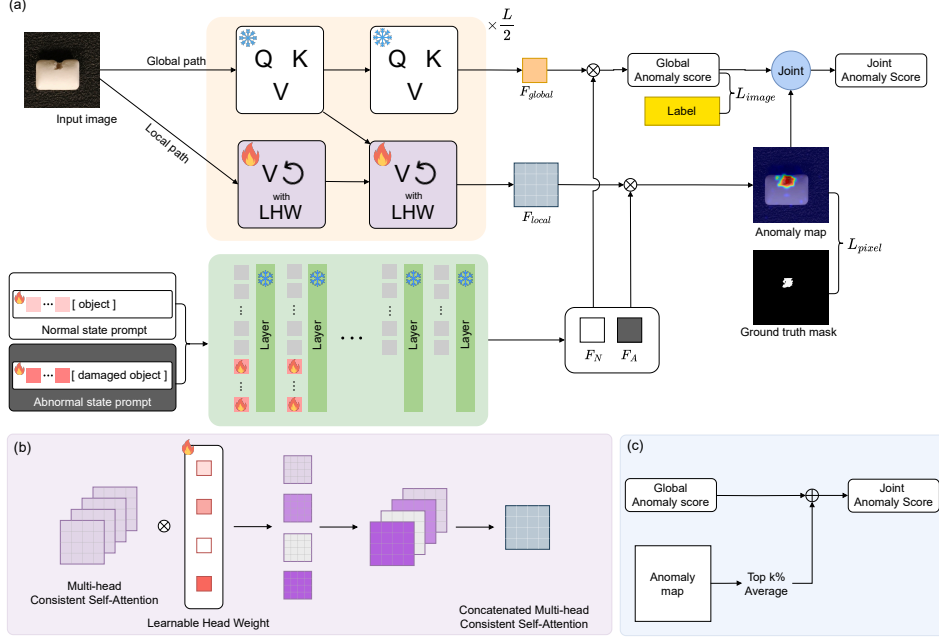 (a)
Input image
Global path
Local path
Q K
V
Q K
V
V
with
LHW
V
with
LHW
× L/2
F_global
F_local
Global
Anomaly score
Label
L_image
Joint
Joint
Anomaly Score
Anomaly map
L_pixel
Ground truth mask
... [ object ]
Normal state prompt
... [ damaged object ]
Abnormal state prompt
...
...
Layer
...
...
Layer
...
...
Layer
...
Layer
F_N F_A
(b)
Multi-head
Consistent Self-Attention
Learnable Head Weight
Concatenated Multi-head
Consistent Self-Attention
(c)
Global
Anomaly score
Joint
Anomaly Score
Anomaly
map
Top k%
Average